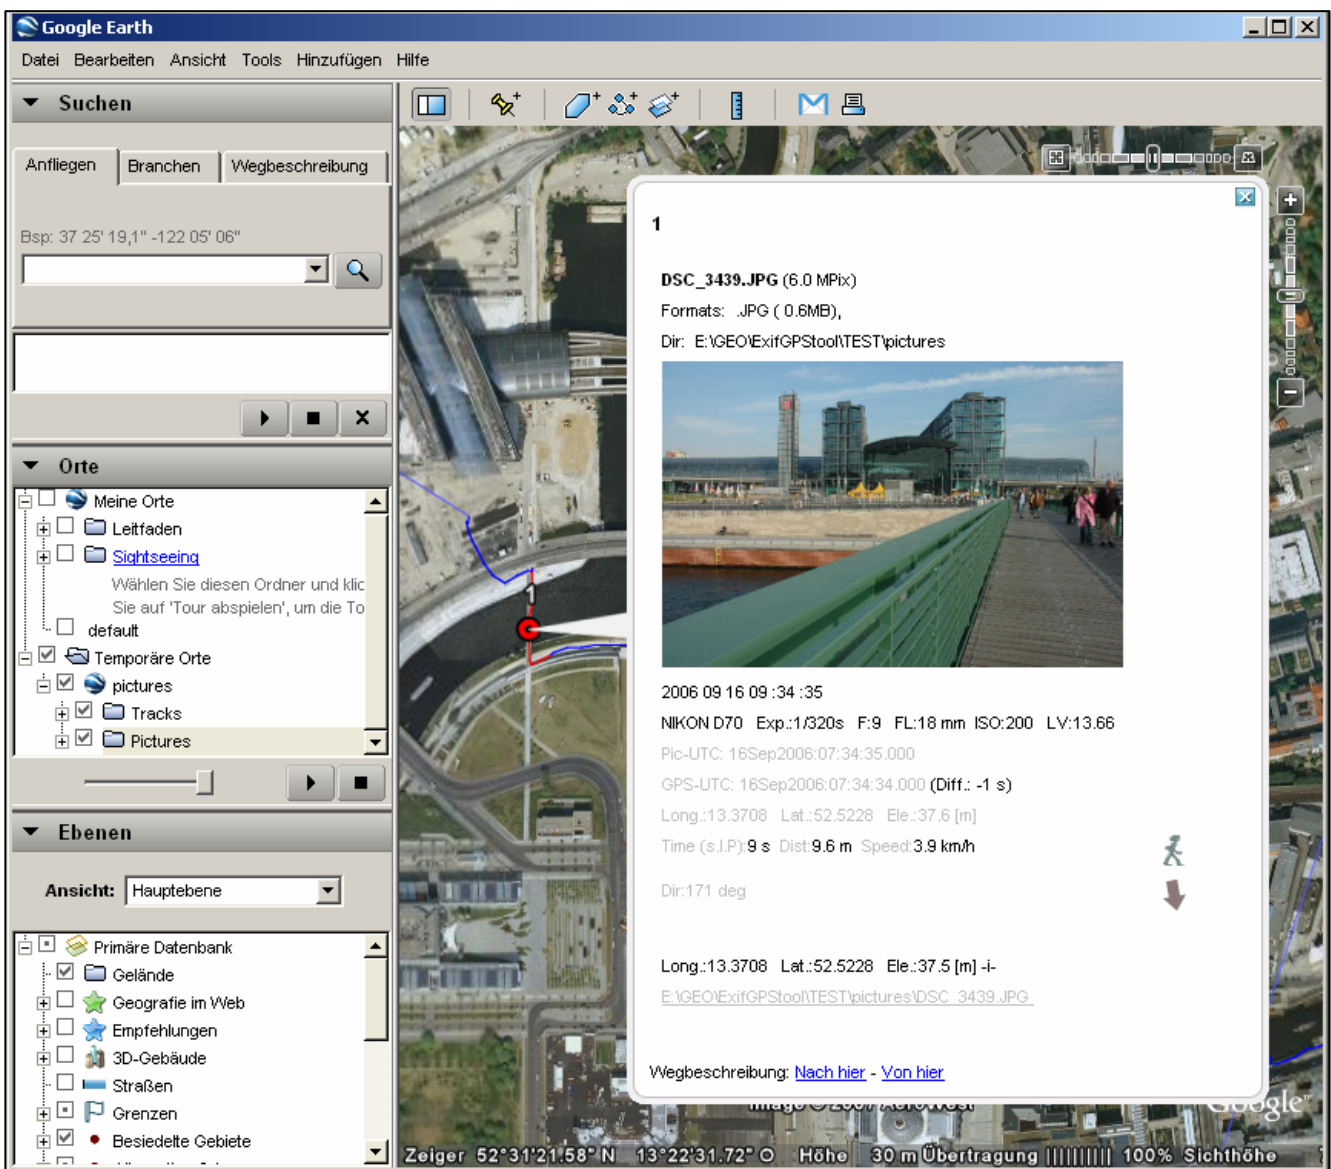 Google Earth
Datei Bearbeiten Ansicht Tools Hinzufügen Hilfe
Suchen
Anfliegen Branchen Wegbeschreibung
Bsp: 37 25' 19,1" -122 05' 06"
Orte
Meine Orte
Leitfaden
Sightseeing
Wählen Sie diesen Ordner und klic
Sie auf 'Tour abspielen', um die To
default
Temporäre Orte
pictures
Tracks
Pictures
Ebenen
Ansicht: Hauptebene
Primäre Datenbank
Gelände
Geografie im Web
Empfehlungen
3D-Gebäude
Straßen
Grenzen
Besiedelte Gebiete
1
1
DSC_3439.JPG (6.0 MPix)
Formats: .JPG ( 0.6MB),
Dir: E:\GEO\ExifGPStool\TEST\pictures
2006 09 16 09 :34 :35
NIKON D70 Exp.:1/320s F:9 FL:18 mm ISO:200 LV:13.66
Pic-UTC: 16Sep2006:07:34:35.000
GPS-UTC: 16Sep2006:07:34:34.000 (Diff.: -1 s)
Long.:13.3708 Lat.:52.5228 Ele.:37.6 [m]
Time (s.l.P):9 s Dist:9.6 m Speed:3.9 km/h
Dir:171 deg
Long.:13.3708 Lat.:52.5228 Ele.:37.5 [m] -i-
E:\GEO\ExifGPStool\TEST\pictures\DSC_3439.JPG
Wegbeschreibung: Nach hier - Von hier
Image © 2007 AeroWest
Google™
Zeiger 52°31'21.58" N 13°22'31.72" O Höhe 30 m Übertragung |||||||||| 100% Sichthöhe